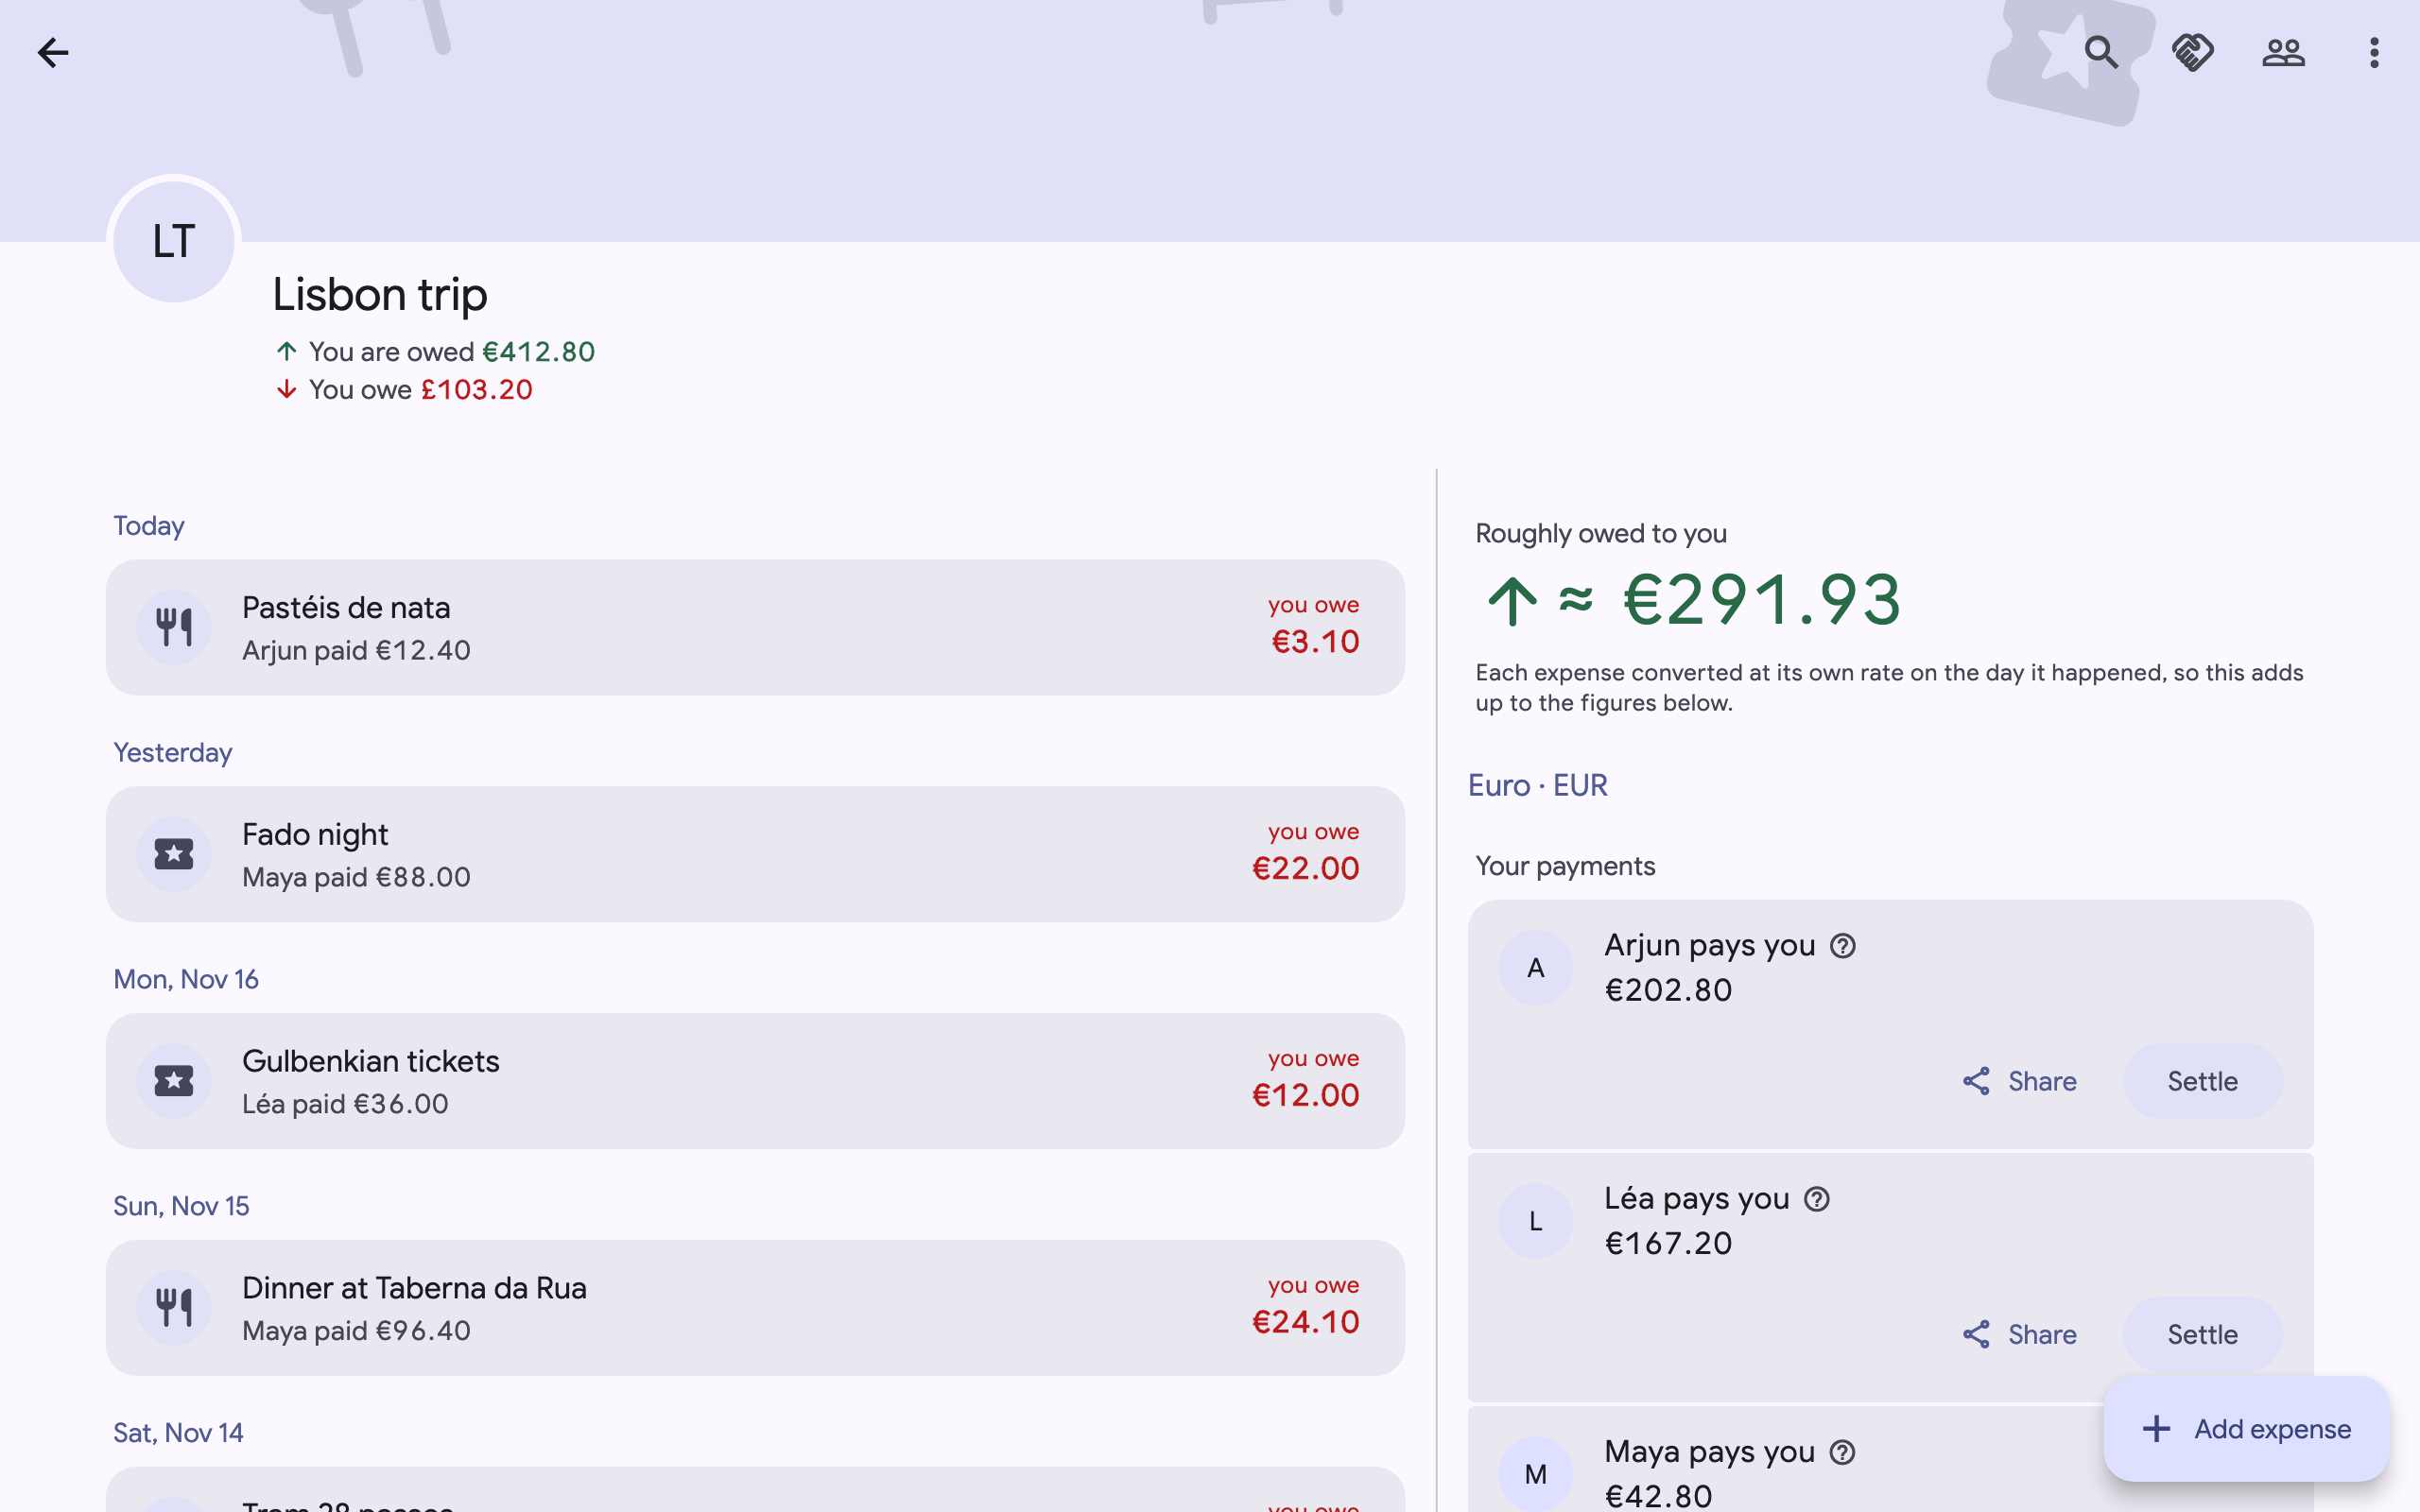 LT
Lisbon trip
You are owed €412.80
You owe £103.20
Today
Pastéis de nata
Arjun paid €12.40
you owe
€3.10
Yesterday
Fado night
Maya paid €88.00
you owe
€22.00
Mon, Nov 16
Gulbenkian tickets
Léa paid €36.00
you owe
€12.00
Sun, Nov 15
Dinner at Taberna da Rua
Maya paid €96.40
you owe
€24.10
Sat, Nov 14
Tram 28 passes
you owe
Roughly owed to you
≈ €291.93
Each expense converted at its own rate on the day it happened, so this adds
up to the figures below.
Euro · EUR
Your payments
A
Arjun pays you
€202.80
Share
Settle
L
Léa pays you
€167.20
Share
Settle
M
Maya pays you
€42.80
Add expense